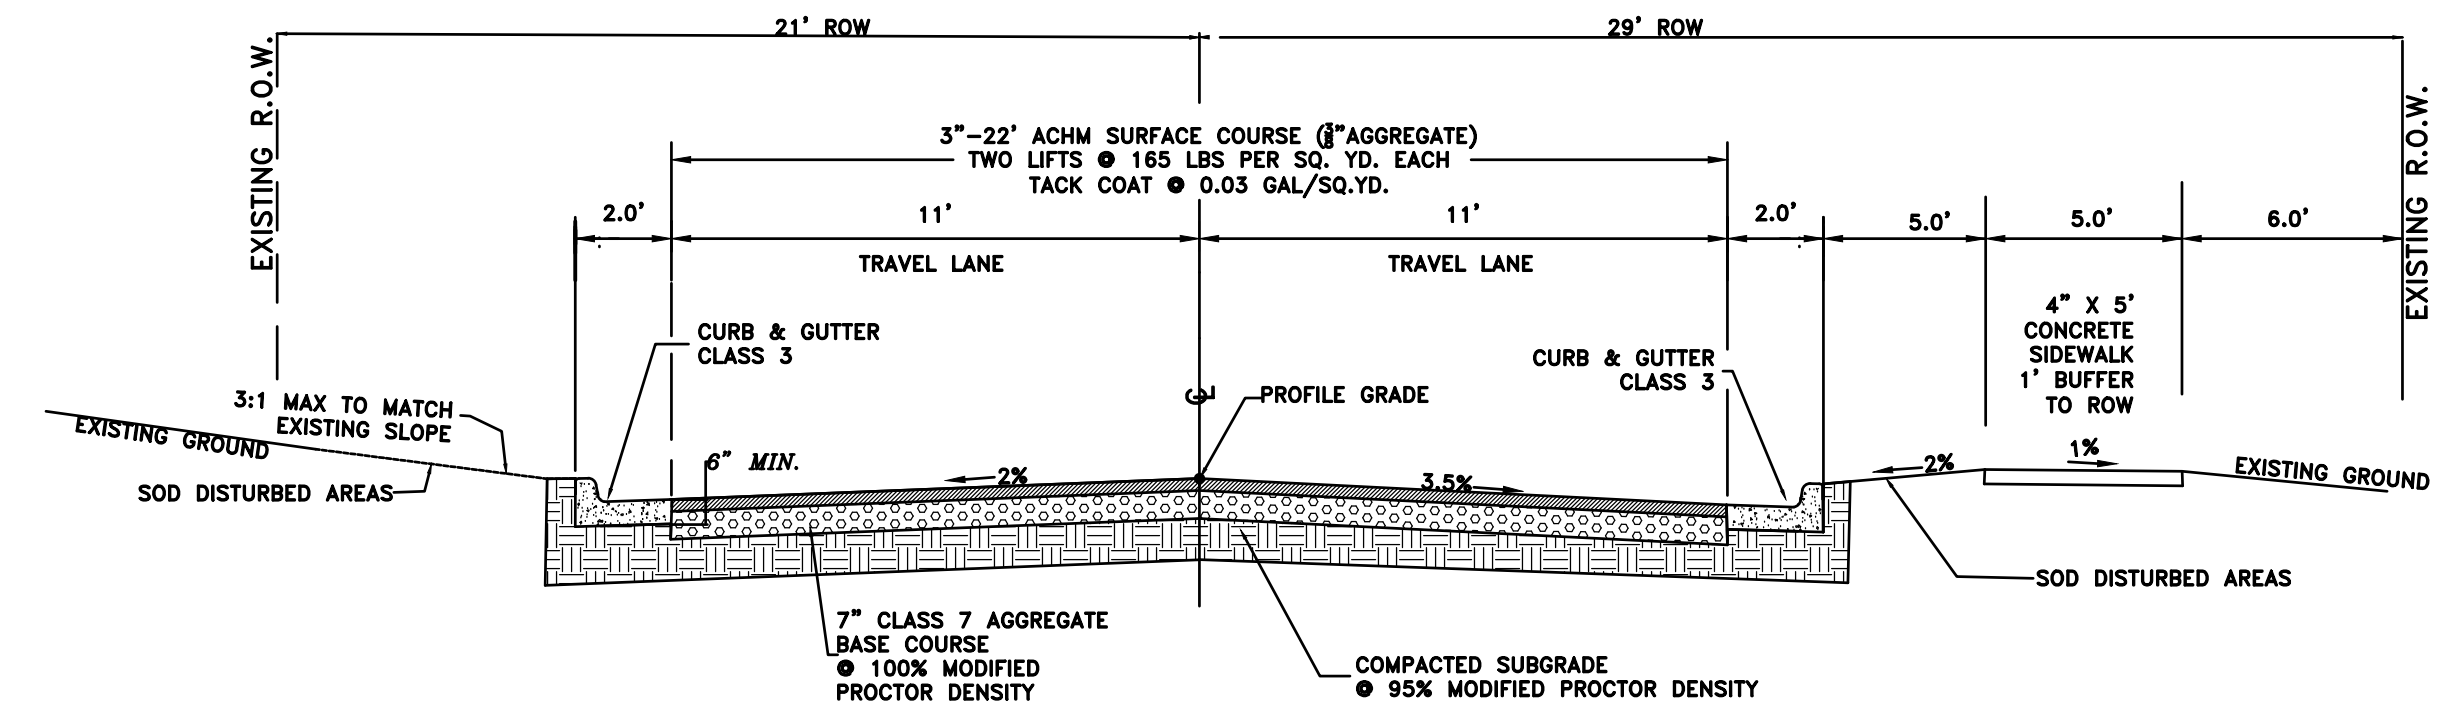 21' ROW
29' ROW
EXISTING R.O.W.
EXISTING R.O.W.
3"-22' ACHM SURFACE COURSE (3/8"AGGREGATE)
TWO LIFTS @ 165 LBS PER SQ. YD. EACH
TACK COAT @ 0.03 GAL/SQ.YD.
2.0'
11'
11'
2.0'
5.0'
5.0'
6.0'
TRAVEL LANE
TRAVEL LANE
4" X 5'
CONCRETE
SIDEWALK
1' BUFFER
TO ROW
CURB & GUTTER
CLASS 3
CURB & GUTTER
CLASS 3
3:1 MAX TO MATCH
EXISTING SLOPE
CL
PROFILE GRADE
EXISTING GROUND
SOD DISTURBED AREAS
6" MIN.
2%
3.5%
2%
1%
EXISTING GROUND
SOD DISTURBED AREAS
7" CLASS 7 AGGREGATE
BASE COURSE
@ 100% MODIFIED
PROCTOR DENSITY
COMPACTED SUBGRADE
@ 95% MODIFIED PROCTOR DENSITY